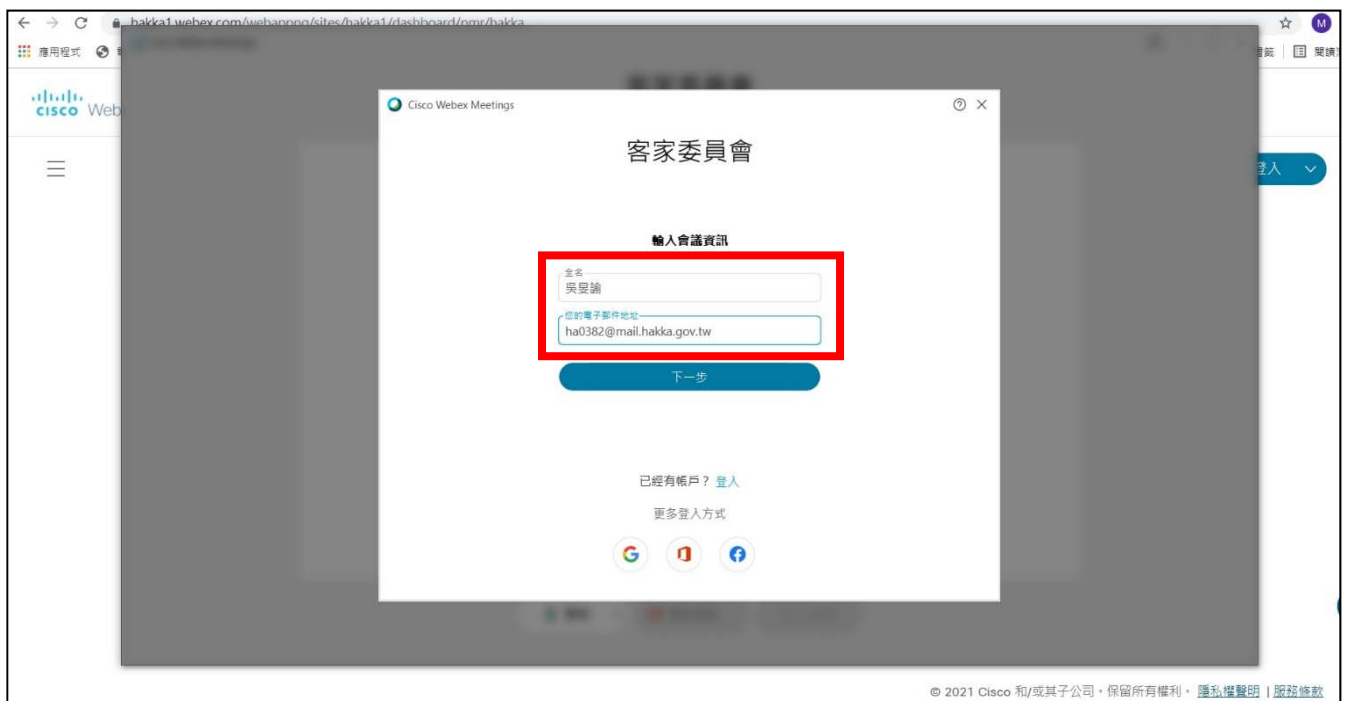 hakka1.webex.com/webappng/sites/hakka1/dashboard/pmr/hakka
M
應用程式
閱讀
cisco Web
Cisco Webex Meetings
客家委員會
登入
輸入會議資訊
全名
吳旻諭
您的電子郵件地址
ha0382@mail.hakka.gov.tw
下一步
已經有帳戶？ 登入
更多登入方式
© 2021 Cisco 和/或其子公司。保留所有權利。 隱私權聲明 | 服務條款